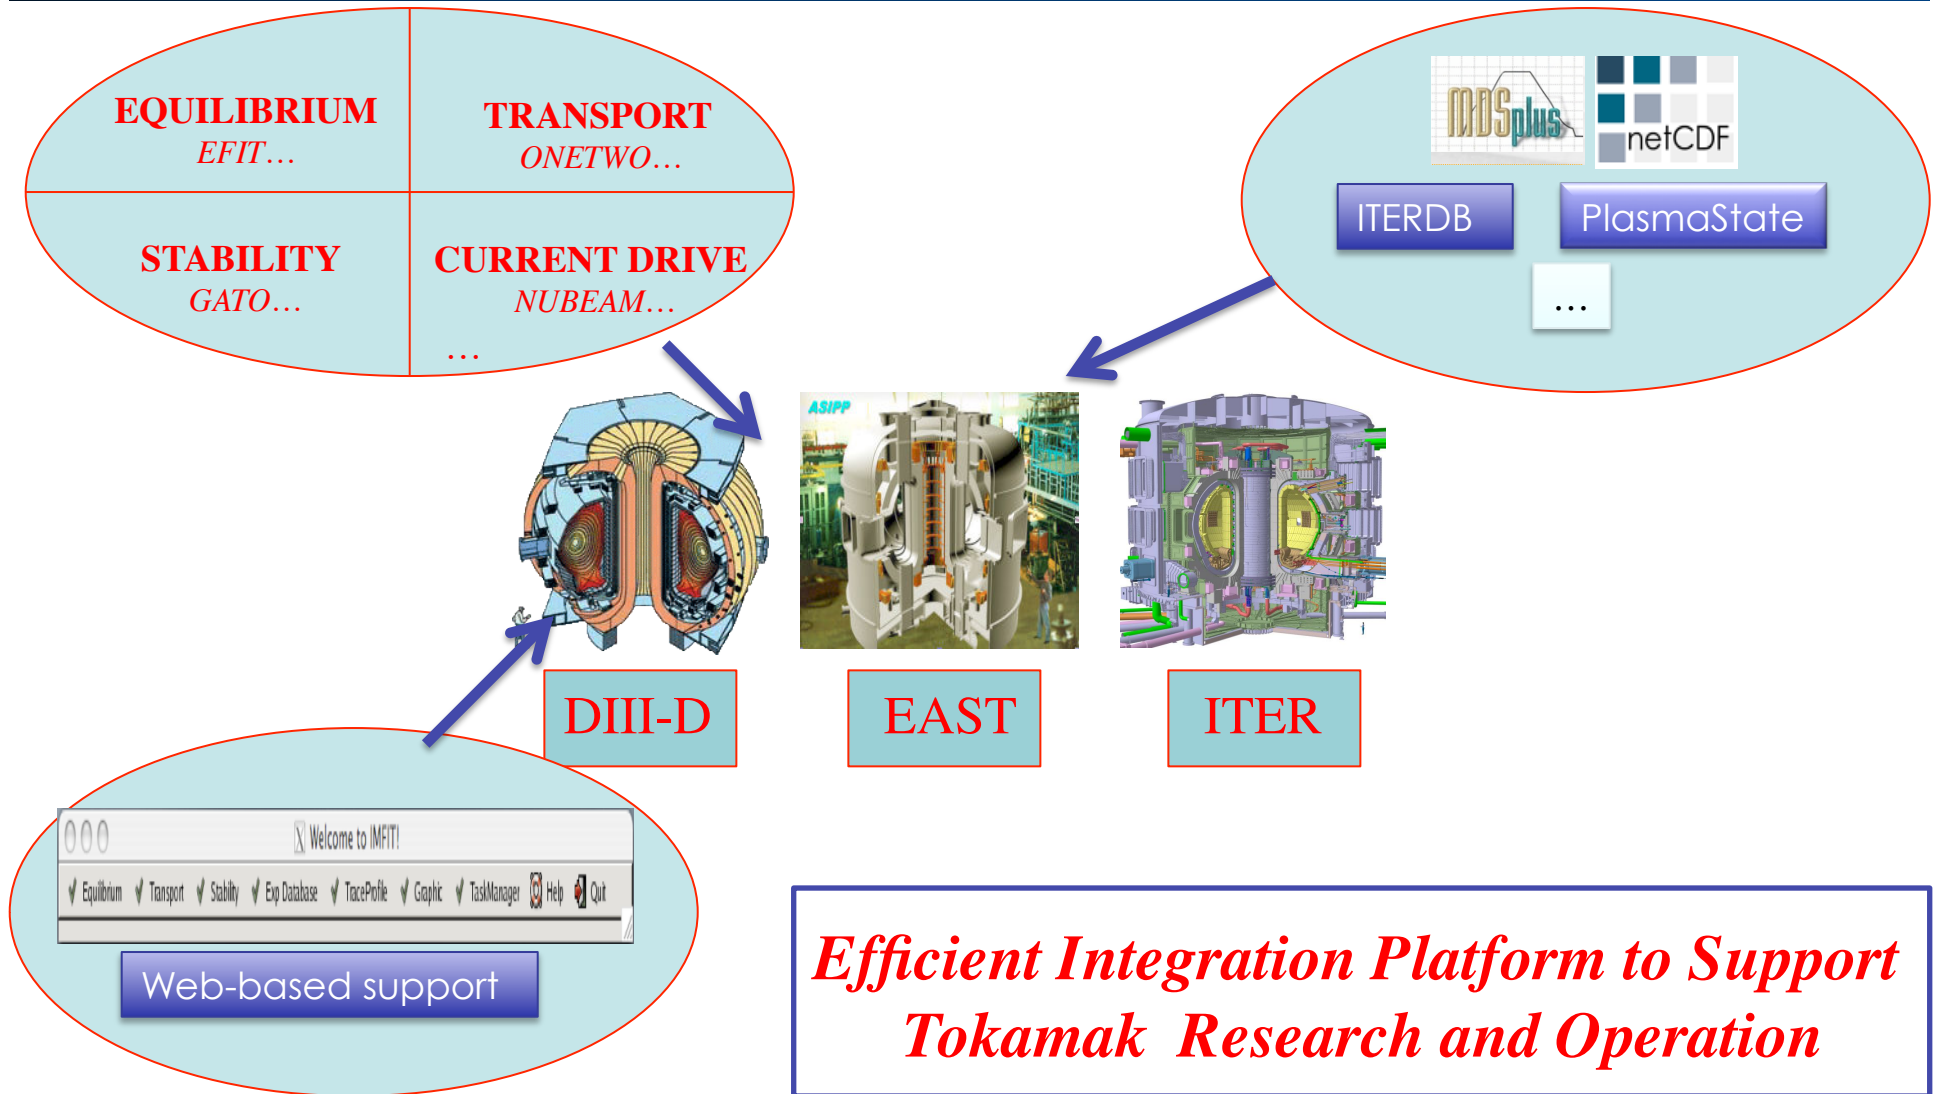 EQUILIBRIUM
EFIT…
TRANSPORT
ONETWO…
STABILITY
GATO…
CURRENT DRIVE
NUBEAM…
…
MDSplus
netCDF
ITERDB
PlasmaState
…
ASIPP
DIII-D
EAST
ITER
X Welcome to IMFIT!
Equilibrium Transport Stability Exp Database TraceProfile Graphic TaskManager Help Quit
Web-based support
Efficient Integration Platform to Support
Tokamak Research and Operation